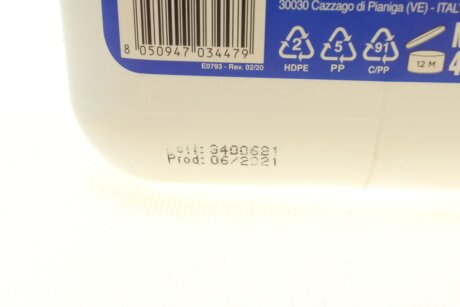 30030 Cazzago di Pianiga (VE) - ITAL
8 050947 034479
E0793 - Rev. 02/20
2
HDPE
5
PP
91
C/PP
12 M
Lott: 3400621
Prod: 06/2021